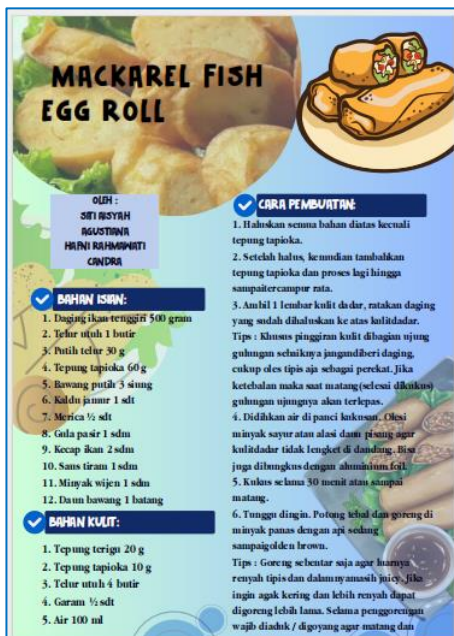 MACKAREL FISH
EGG ROLL
OLEH :
SITI AISYAH
AGUSTIANA
HAFNI RAHMAWATI
CANDRA
BAHAN ISIAN:
1. Daging ikan tenggiri 500 gram
2. Telur utuh 1 butir
3. Putih telur 30 g
4. Tepung tapioka 60 g
5. Bawang putih 3 siung
6. Kaldu jamur 1 sdt
7. Merica ½ sdt
8. Gula pasir 1 sdm
9. Kecap ikan 2 sdm
10. Saus tiram 1 sdm
11. Minyak wijen 1 sdm
12. Daun bawang 1 batang
BAHAN KULIT:
1. Tepung terigu 20 g
2. Tepung tapioka 10 g
3. Telur utuh 4 butir
4. Garam ½ sdt
5. Air 100 ml
CARA PEMBUATAN:
1. Haluskan semua bahan diatas kecuali
tepung tapioka.
2. Setelah halus, kemudian tambahkan
tepung tapioka dan proses lagi hingga
sampaitercampur rata.
3. Ambil 1 lembar kulit dadar, ratakan daging
yang sudah dihaluskan ke atas kulitdadar.
Tips : Khusus pinggiran kulit dibagian ujung
gulungan sebaiknya jangandiberi daging,
cukup oles tipis aja sebagai perekat. Jika
ketebalan maka saat matang(selesai dikukus)
gulungan ujungnya akan terlepas.
4. Didihkan air di panci kukusan. Olesi
minyak sayur atau alasi daun pisang agar
kulitdadar tidak lengket di dandang. Bisa
juga dibungkus dengan aluminium foil.
5. Kukus selama 30 menit atau sampai
matang.
6. Tunggu dingin. Potong tebal dan goreng di
minyak panas dengan api sedang
sampaigolden brown.
Tips : Goreng sebentar saja agar luarnya
renyah tipis dan dalamnyamasih juicy. Jika
ingin agak kering dan lebih renyah dapat
digoreng lebih lama. Selama penggorengan
wajib diaduk / digoyang agar matang dan